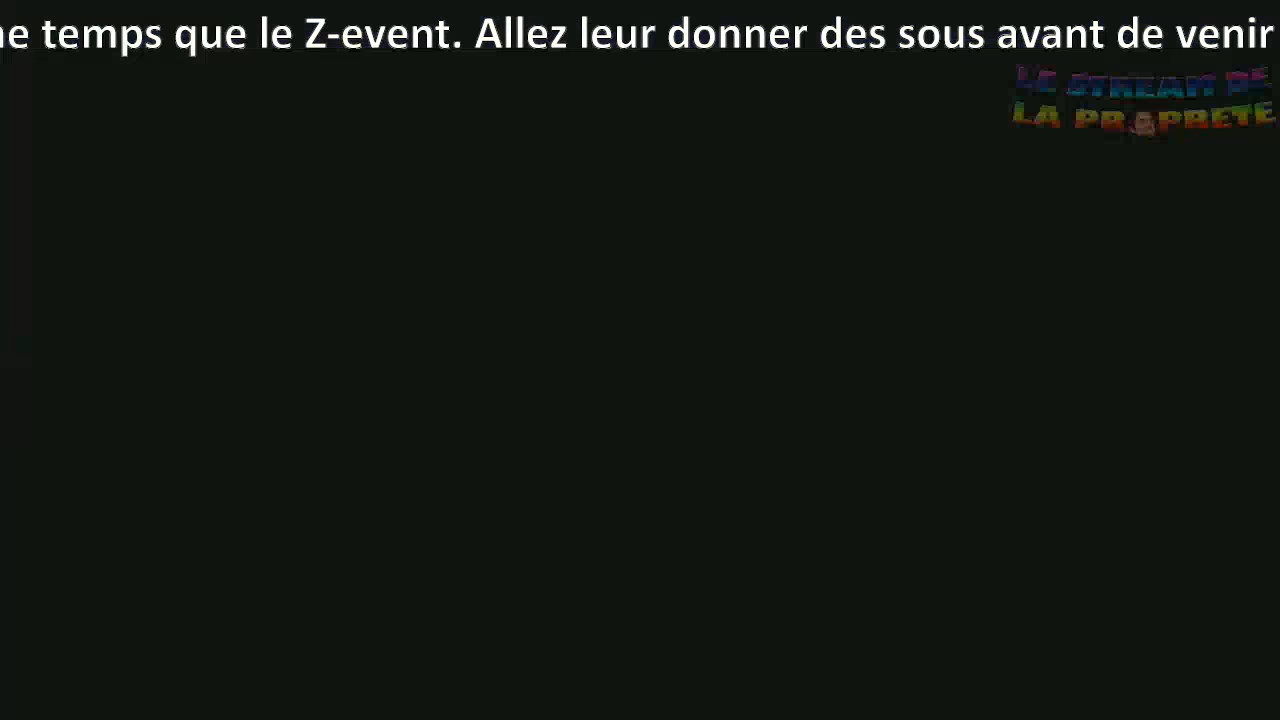 ne temps que le Z-event. Allez leur donner des sous avant de venir
LE STREAM DE
LA PROPRETE